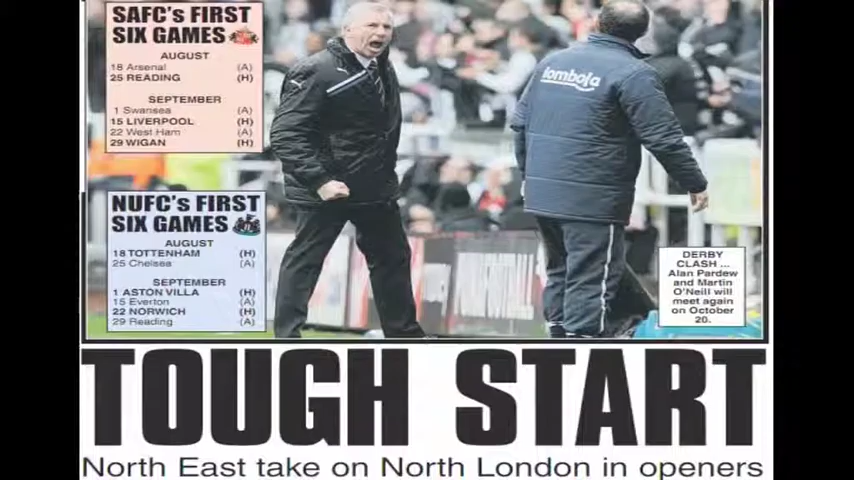 SAFC's FIRST
SIX GAMES
AUGUST
18 Arsenal (A)
25 READING (H)
SEPTEMBER
1 Swansea (A)
15 LIVERPOOL (H)
22 West Ham (A)
29 WIGAN (H)
NUFC's FIRST
SIX GAMES
AUGUST
18 TOTTENHAM (H)
25 Chelsea (A)
SEPTEMBER
1 ASTON VILLA (H)
15 Everton (A)
22 NORWICH (H)
29 Reading (A)
tombola
DERBY
CLASH ...
Alan Pardew
and Martin
O'Neill will
meet again
on October
20.
TOUGH START
North East take on North London in openers